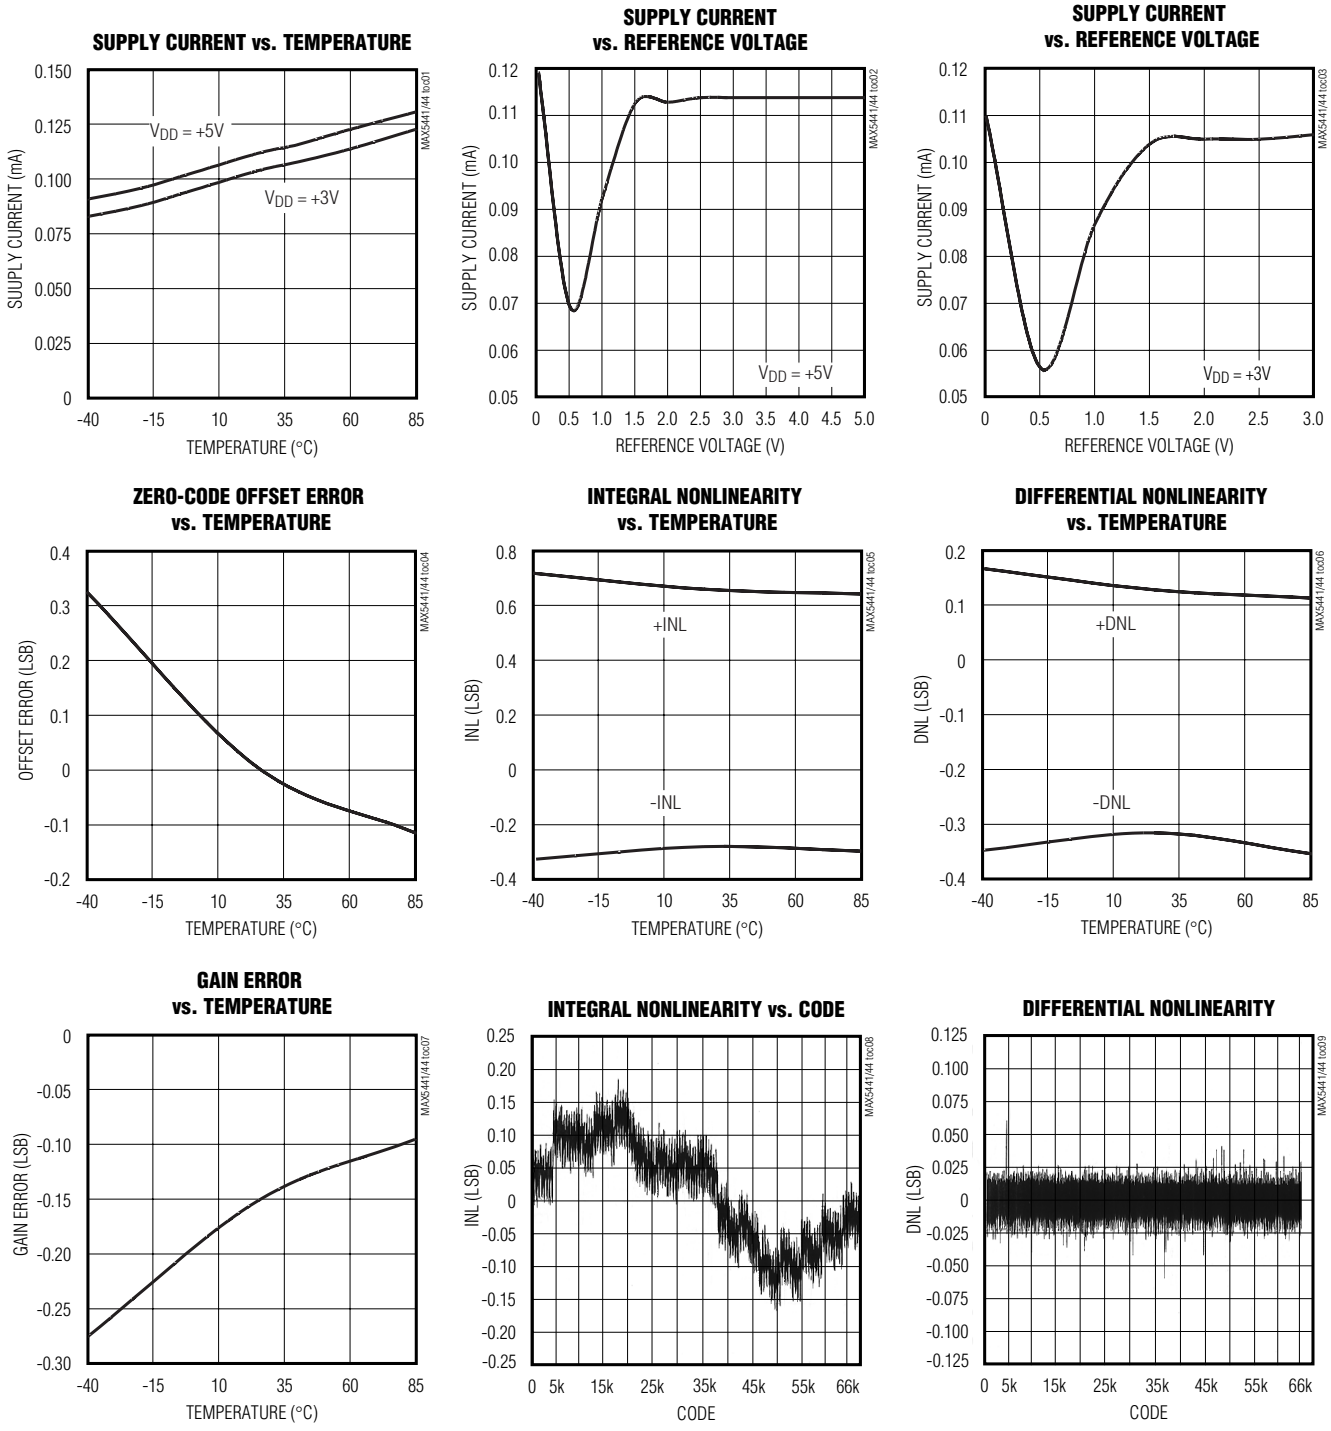 SUPPLY CURRENT vs. TEMPERATURE
0.150
0.125
0.100
0.075
0.050
0.025
0
SUUPLY CURRENT (mA)
VDD = +5V
VDD = +3V
MAX5441/44 toc01
-40 -15 10 35 60 85
TEMPERATURE (°C)
SUPPLY CURRENT
vs. REFERENCE VOLTAGE
0.12
0.11
0.10
0.09
0.08
0.07
0.06
0.05
SUPPLY CURRENT (mA)
VDD = +5V
MAX5441/44 toc02
0 0.5 1.0 1.5 2.0 2.5 3.0 3.5 4.0 4.5 5.0
REFERENCE VOLTAGE (V)
SUPPLY CURRENT
vs. REFERENCE VOLTAGE
0.12
0.11
0.10
0.09
0.08
0.07
0.06
0.05
SUPPLY CURRENT (mA)
VDD = +3V
MAX5441/44 toc03
0 0.5 1.0 1.5 2.0 2.5 3.0
REFERENCE VOLTAGE (V)
ZERO-CODE OFFSET ERROR
vs. TEMPERATURE
0.4
0.3
0.2
0.1
0
-0.1
-0.2
OFFSET ERROR (LSB)
MAX5441/44 toc04
-40 -15 10 35 60 85
TEMPERATURE (°C)
INTEGRAL NONLINEARITY
vs. TEMPERATURE
0.8
0.6
0.4
0.2
0
-0.2
-0.4
INL (LSB)
+INL
-INL
MAX5441/44 toc05
-40 -15 10 35 60 85
TEMPERATURE (°C)
DIFFERENTIAL NONLINEARITY
vs. TEMPERATURE
0.2
0.1
0
-0.1
-0.2
-0.3
-0.4
DNL (LSB)
+DNL
-DNL
MAX5441/44 toc06
-40 -15 10 35 60 85
TEMPERATURE (°C)
GAIN ERROR
vs. TEMPERATURE
0
-0.05
-0.10
-0.15
-0.20
-0.25
-0.30
GAIN ERROR (LSB)
MAX5441/44 toc07
-40 -15 10 35 60 85
TEMPERATURE (°C)
INTEGRAL NONLINEARITY vs. CODE
0.25
0.20
0.15
0.10
0.05
0
-0.05
-0.10
-0.15
-0.20
-0.25
INL (LSB)
MAX5441/44 toc08
0 5k 15k 25k 35k 45k 55k 66k
CODE
DIFFERENTIAL NONLINEARITY
0.125
0.100
0.075
0.050
0.025
0
-0.025
-0.050
-0.075
-0.100
-0.125
DNL (LSB)
MAX5441/44 toc09
0 5k 15k 25k 35k 45k 55k 66k
CODE